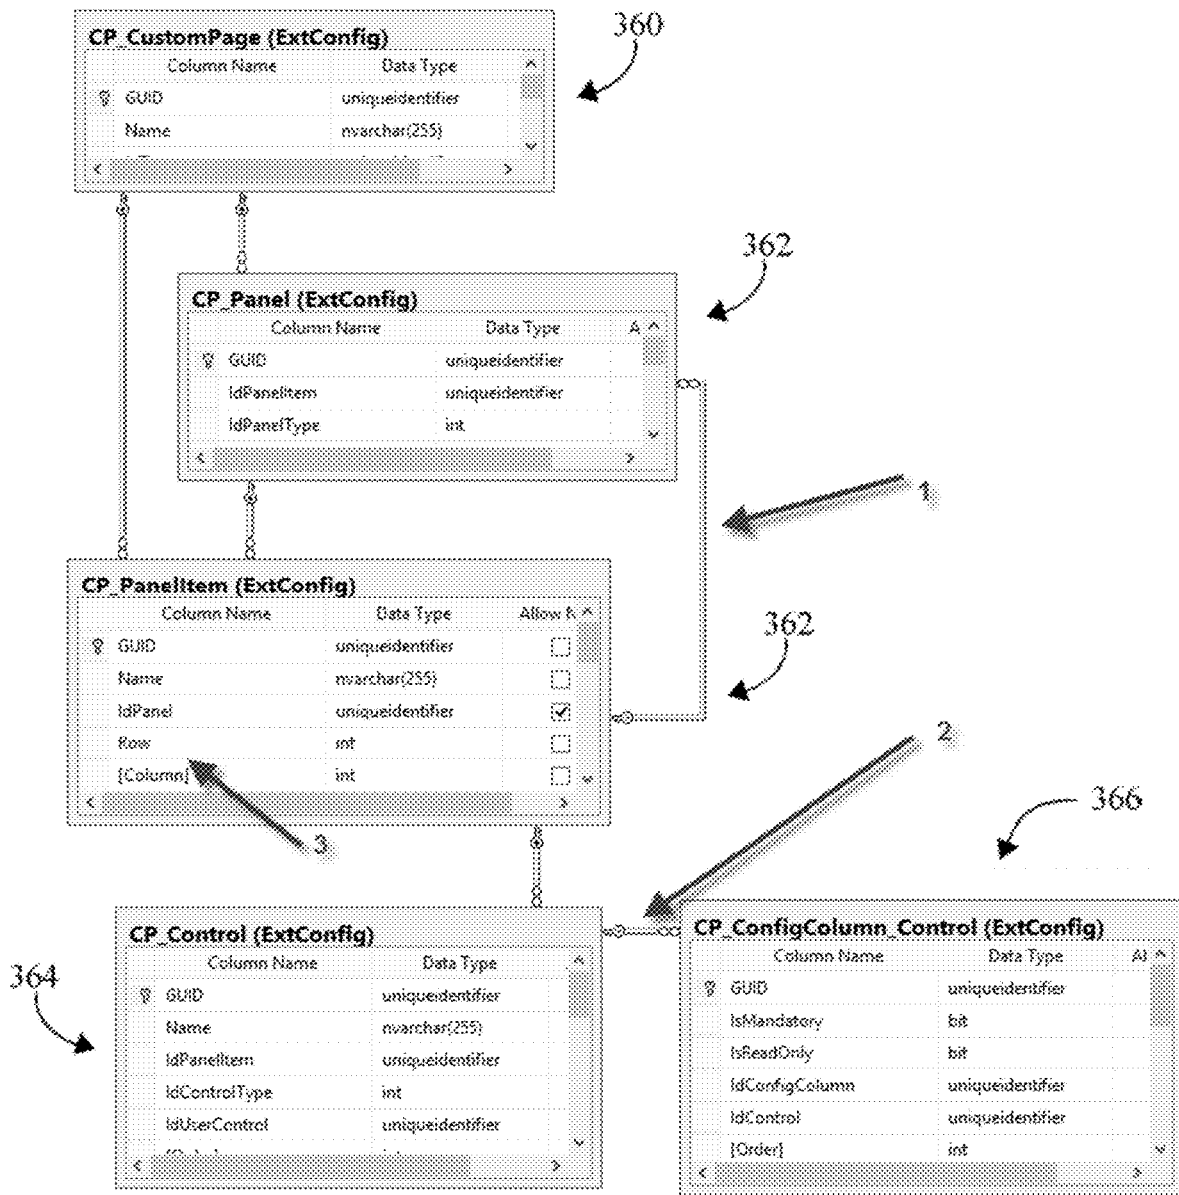 360
CP_CustomPage (ExtConfig)
Column Name Data Type
GUID uniqueidentifier
Name nvarchar(255)
362
CP_Panel (ExtConfig)
Column Name Data Type A
GUID uniqueidentifier
IdPanelItem uniqueidentifier
IdPanelType int
1
CP_PanelItem (ExtConfig)
Column Name Data Type Allow N
GUID uniqueidentifier
Name nvarchar(255)
IdPanel uniqueidentifier
Row int
[Column] int
362
2
3
366
CP_Control (ExtConfig)
Column Name Data Type
GUID uniqueidentifier
Name nvarchar(255)
IdPanelItem uniqueidentifier
IdControlType int
IdUserControl uniqueidentifier
364
CP_ConfigColumn_Control (ExtConfig)
Column Name Data Type Al
GUID uniqueidentifier
IsMandatory bit
IsReadOnly bit
IdConfigColumn uniqueidentifier
IdControl uniqueidentifier
[Order] int